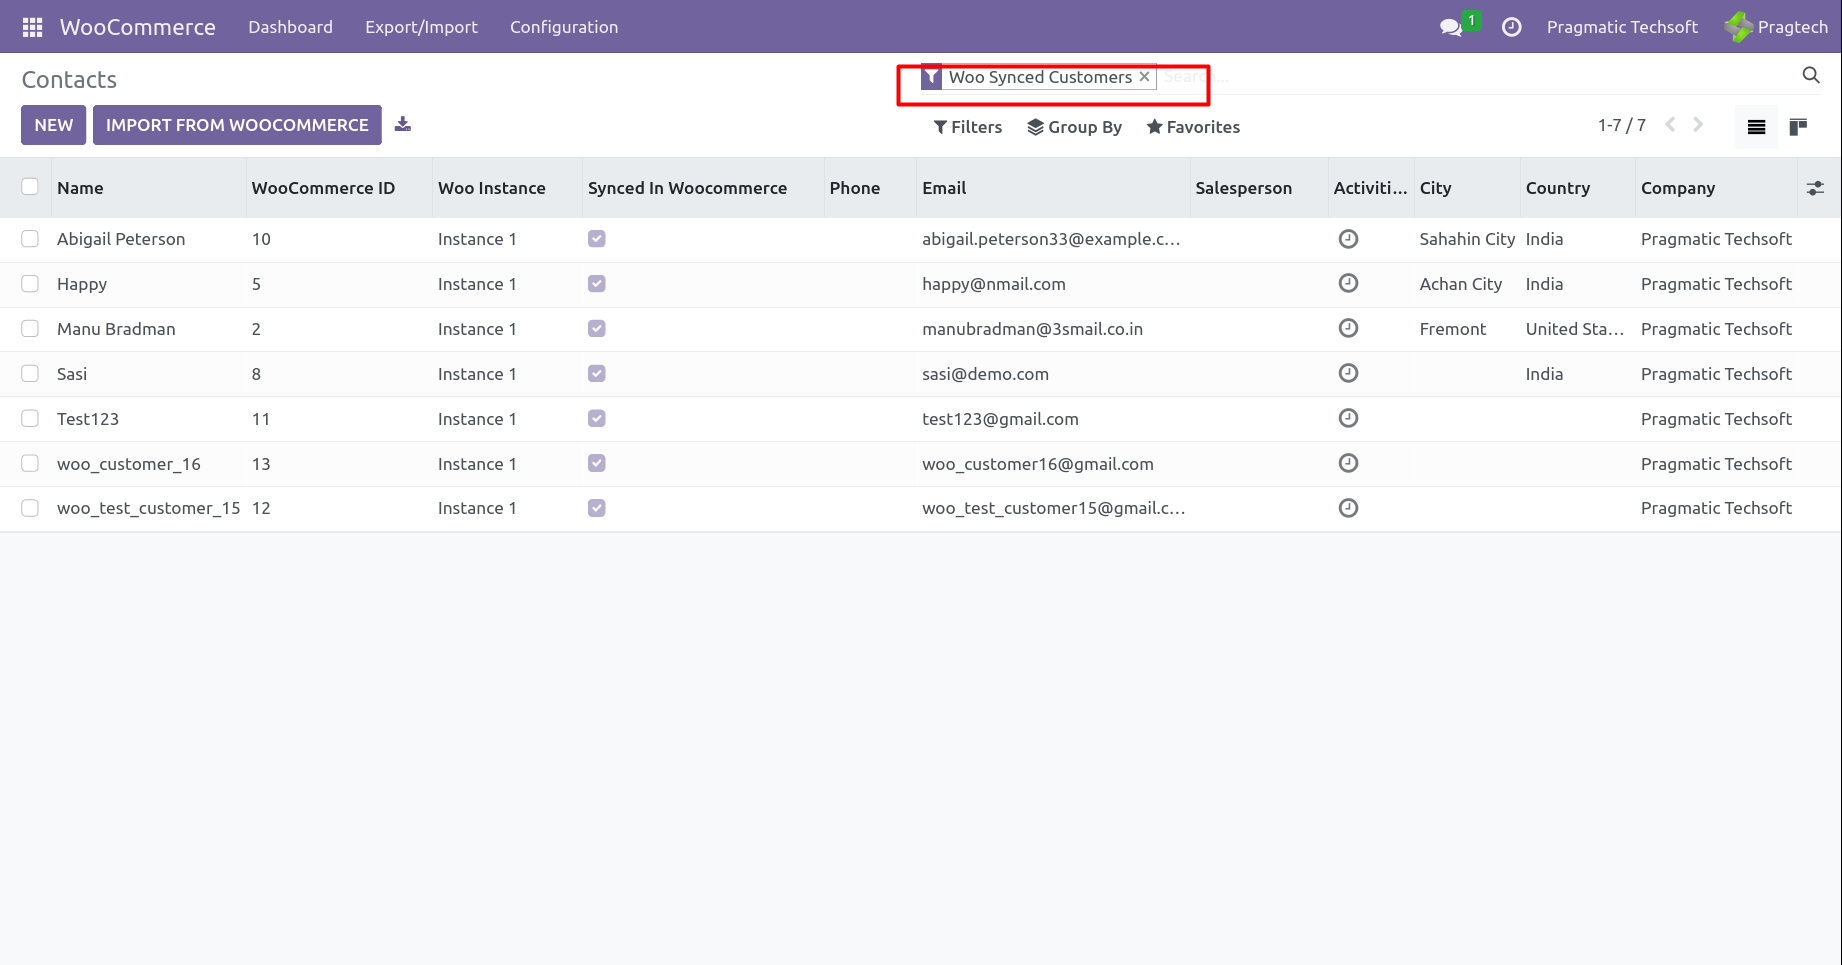 WooCommerce Dashboard Export/Import Configuration 1 Pragmatic Techsoft Pragtech
Contacts Woo Synced Customers × Search...
NEW IMPORT FROM WOOCOMMERCE Filters Group By Favorites 1-7 / 7
Name WooCommerce ID Woo Instance Synced In Woocommerce Phone Email Salesperson Activiti... City Country Company
Abigail Peterson 10 Instance 1 abigail.peterson33@example.c... Sahahin City India Pragmatic Techsoft
Happy 5 Instance 1 happy@nmail.com Achan City India Pragmatic Techsoft
Manu Bradman 2 Instance 1 manubradman@3smail.co.in Fremont United Sta... Pragmatic Techsoft
Sasi 8 Instance 1 sasi@demo.com India Pragmatic Techsoft
Test123 11 Instance 1 test123@gmail.com Pragmatic Techsoft
woo_customer_16 13 Instance 1 woo_customer16@gmail.com Pragmatic Techsoft
woo_test_customer_15 12 Instance 1 woo_test_customer15@gmail.c... Pragmatic Techsoft